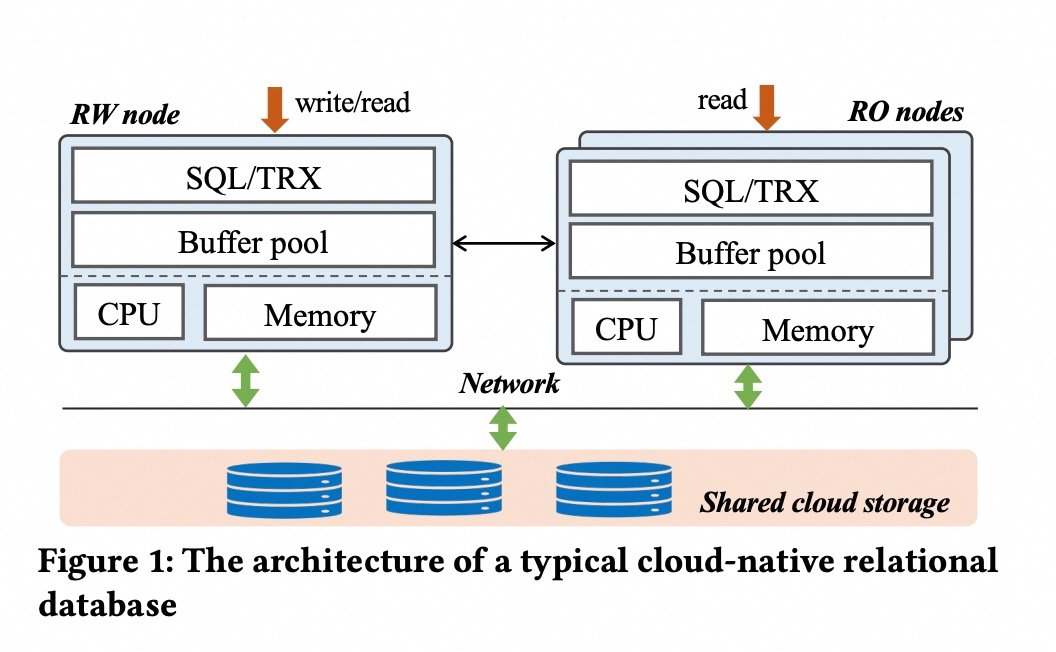 RW node
write/read
read
RO nodes
SQL/TRX
Buffer pool
CPU
Memory
SQL/TRX
Buffer pool
CPU
Memory
Network
Shared cloud storage
Figure 1: The architecture of a typical cloud-native relational
database